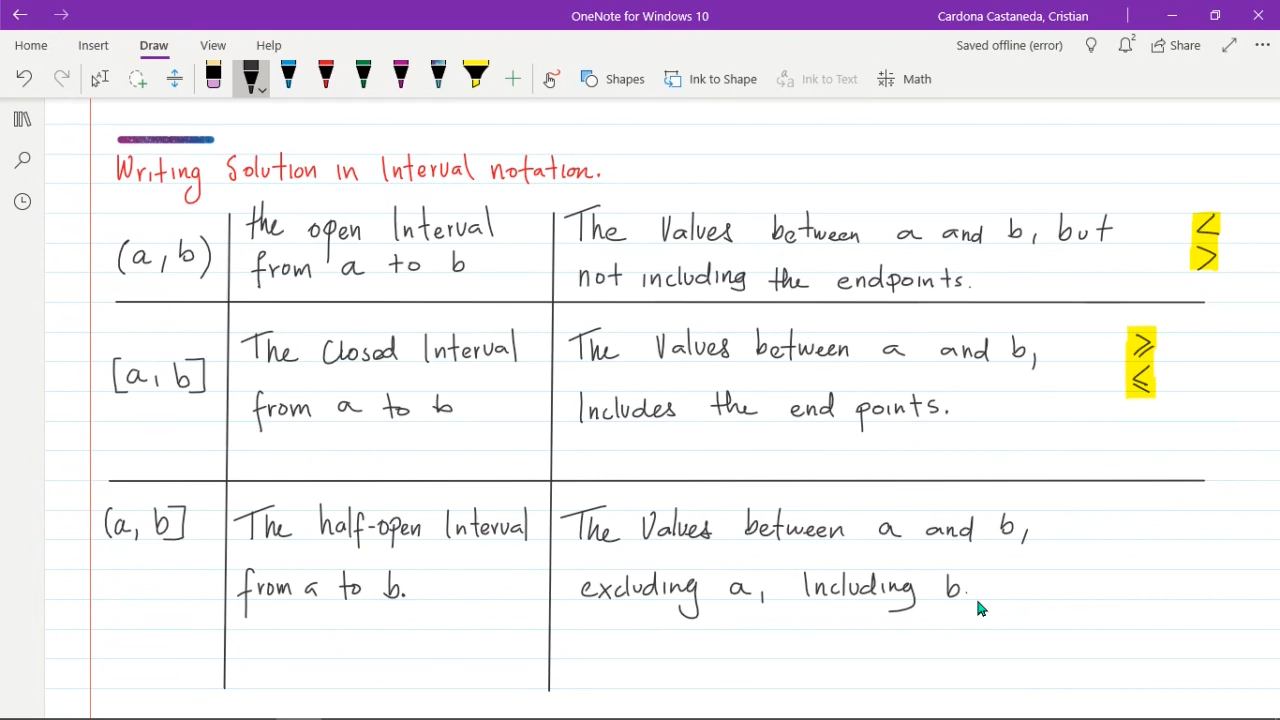 OneNote for Windows 10
Cardona Castaneda, Cristian
Home Insert Draw View Help
Saved offline (error)
Share
Shapes
Ink to Shape
Ink to Text
Math
Writing Solution in Interval notation.
(a, b)
the open Interval
from a to b
The Values between a and b, but
not including the endpoints.
<
>
[a, b]
The Closed Interval
from a to b
The Values between a and b,
Includes the end points.
≥
≤
(a, b]
The half-open Interval
from a to b.
The Values between a and b,
excluding a, Including b.